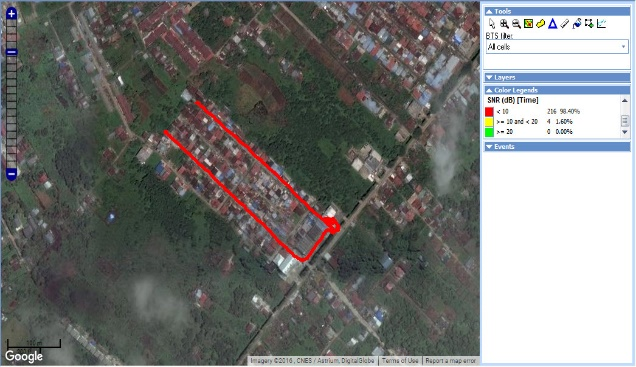 Tools
BTS filter
All cells
Layers
Color Legends
SNR (dB) [Time]
< 10 216 98.40%
>= 10 and < 20 4 1.60%
>= 20 0 0.00%
Events
Google
Imagery ©2016 , CNES / Astrium, DigitalGlobe Terms of Use Report a map error